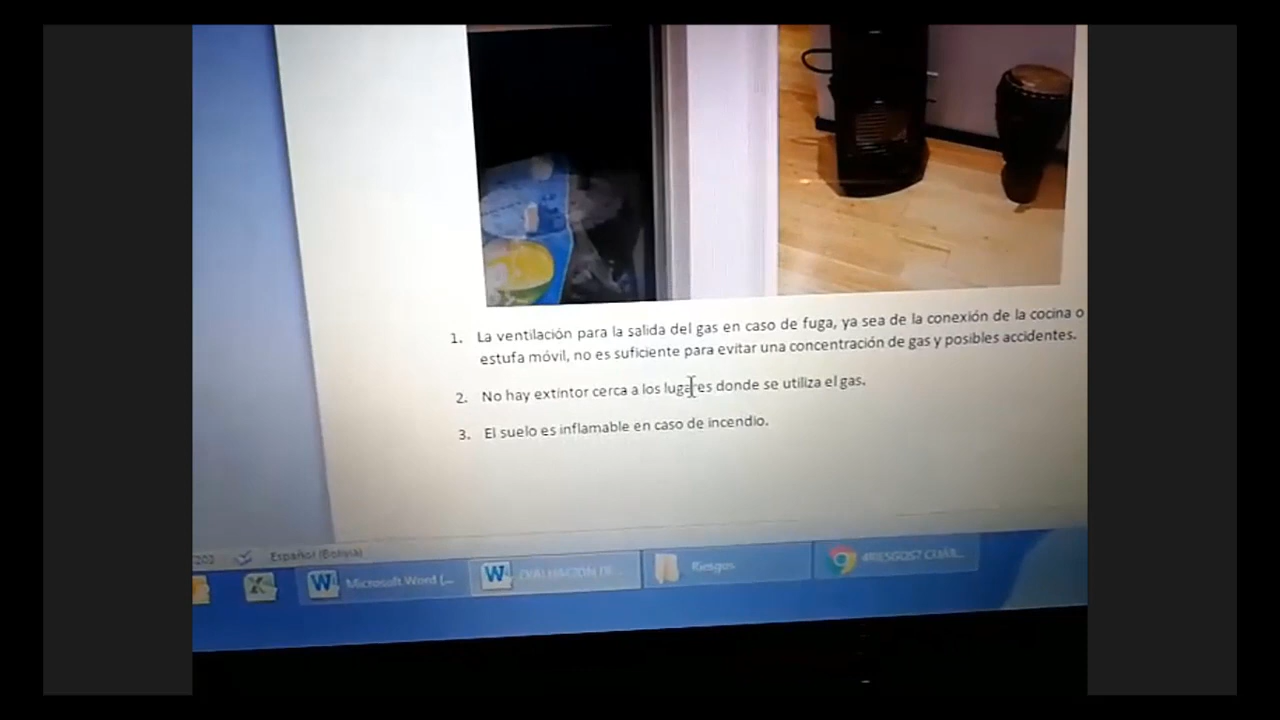 1. La ventilación para la salida del gas en caso de fuga, ya sea de la conexión de la cocina o
estufa móvil, no es suficiente para evitar una concentración de gas y posibles accidentes.
2. No hay extintor cerca a los lugares donde se utiliza el gas.
3. El suelo es inflamable en caso de incendio.
Español (Bolivia)
Microsoft Word (...
Riesgos